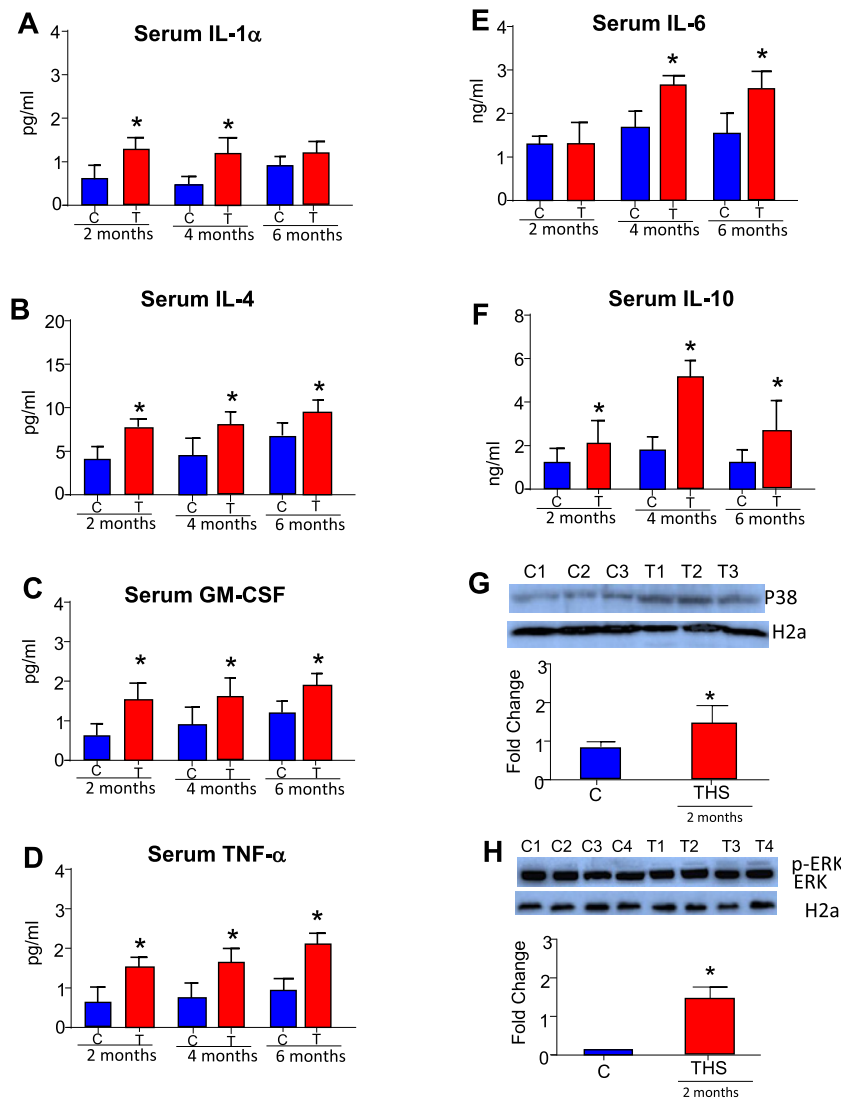 A
Serum IL-1α
pg/ml
4
3
2
1
0
*
*
C T C T C T
2 months 4 months 6 months
B
Serum IL-4
pg/ml
20
15
10
5
0
*
*
*
C T C T C T
2 months 4 months 6 months
C
Serum GM-CSF
pg/ml
4
3
2
1
0
*
*
*
C T C T C T
2 months 4 months 6 months
D
Serum TNF-α
pg/ml
4
3
2
1
0
*
*
*
C T C T C T
2 months 4 months 6 months
E
Serum IL-6
ng/ml
4
3
2
1
0
*
*
C T C T C T
2 months 4 months 6 months
F
Serum IL-10
ng/ml
8
6
4
2
0
*
*
*
C T C T C T
2 months 4 months 6 months
G
C1 C2 C3 T1 T2 T3
P38
H2a
Fold Change
3
2
1
0
*
C THS
2 months
H
C1 C2 C3 C4 T1 T2 T3 T4
p-ERK
ERK
H2a
Fold Change
3
2
1
0
*
C THS
2 months